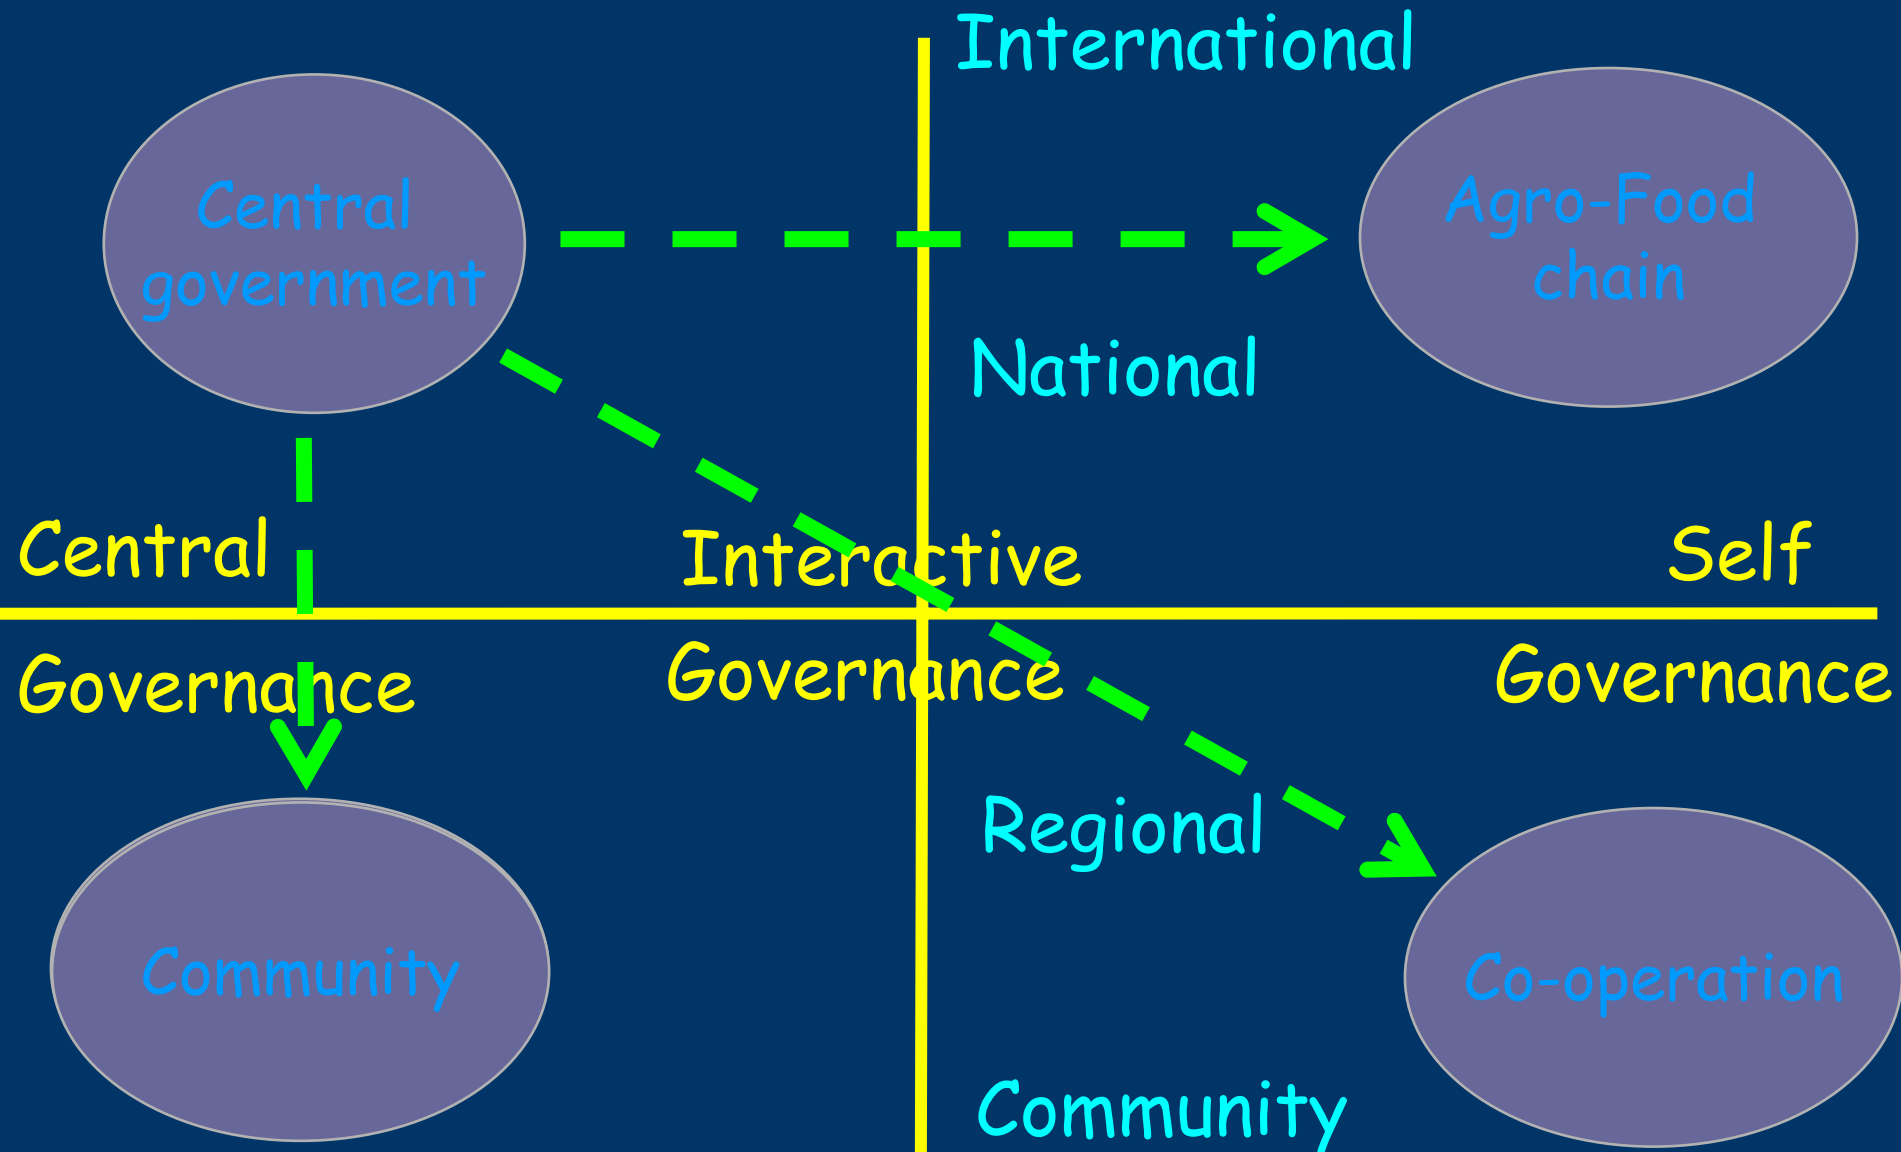 International
Central
government
Agro-Food
chain
National
Central
Interactive
Self
Governance
Governance
Governance
Regional
Community
Co-operation
Community